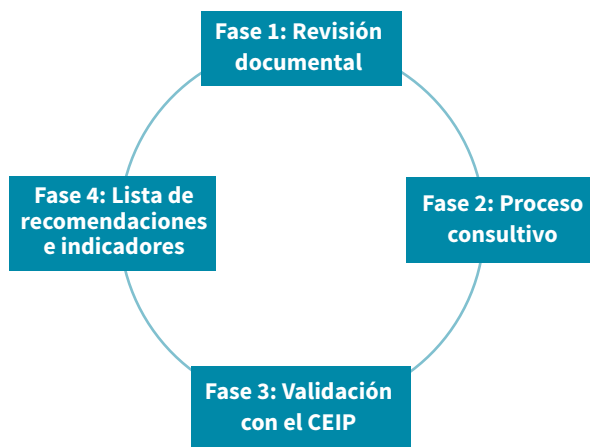 Fase 1: Revisión
documental
Fase 2: Proceso
consultivo
Fase 3: Validación
con el CEIP
Fase 4: Lista de
recomendaciones
e indicadores